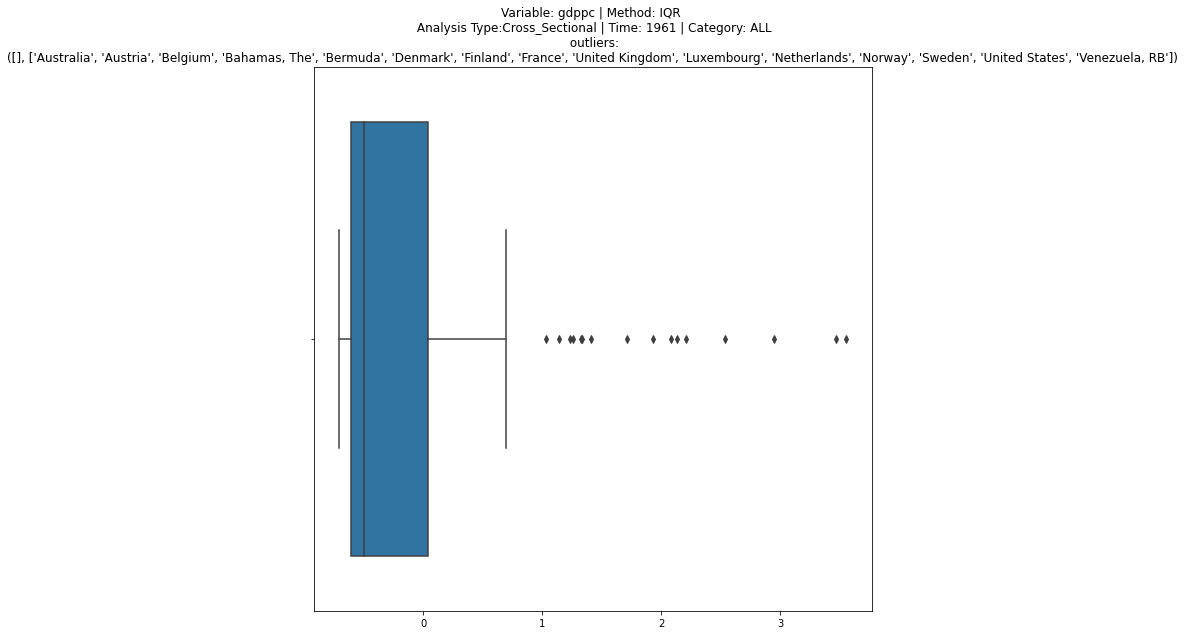 Variable: gdppc | Method: IQR
Analysis Type:Cross_Sectional | Time: 1961 | Category: ALL
outliers:
([], ['Australia', 'Austria', 'Belgium', 'Bahamas, The', 'Bermuda', 'Denmark', 'Finland', 'France', 'United Kingdom', 'Luxembourg', 'Netherlands', 'Norway', 'Sweden', 'United States', 'Venezuela, RB'])
0 1 2 3